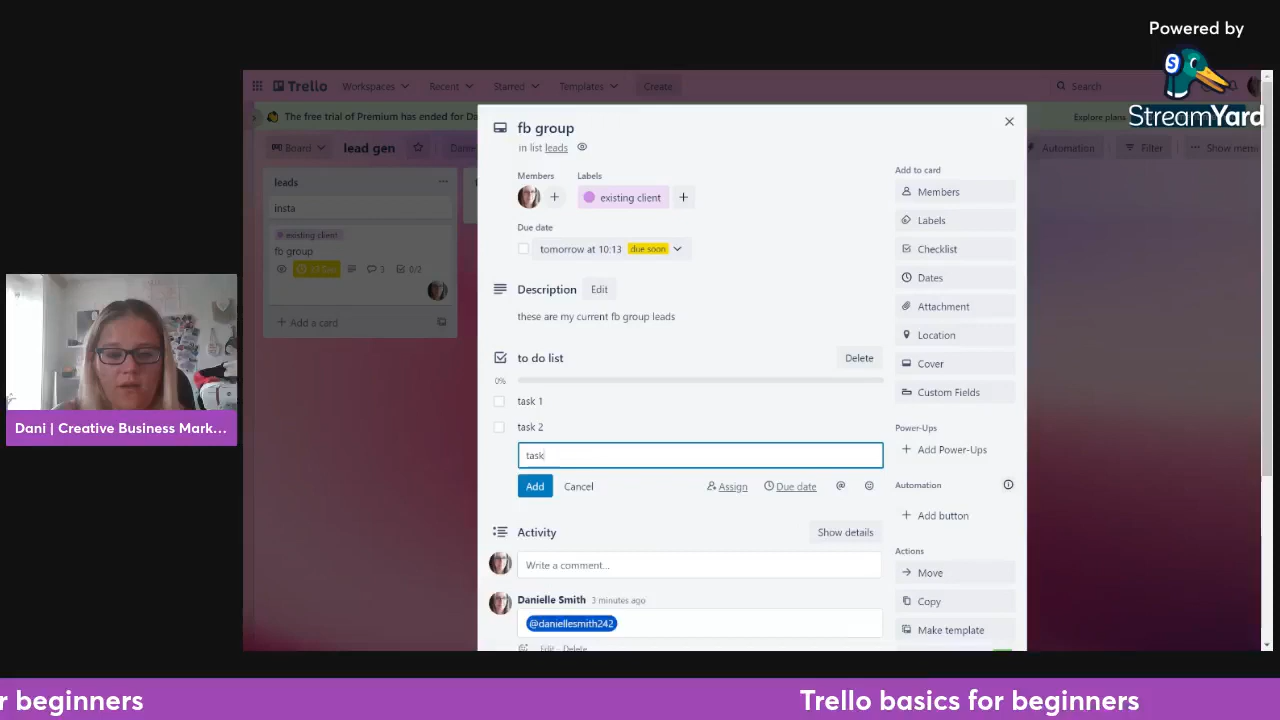 Powered by
StreamYard
Trello
Workspaces
Recent
Starred
Templates
Create
Search
The free trial of Premium has ended for Da
Explore plans
Board
lead gen
Automation
Filter
Show menu
leads
insta
existing client
fb group
3
0/2
Add a card
fb group
in list leads
Members
Labels
existing client
Due date
tomorrow at 10:13
due soon
Description
Edit
these are my current fb group leads
to do list
Delete
0%
task 1
task 2
task
Add
Cancel
Assign
Due date
Activity
Show details
Write a comment...
Danielle Smith 3 minutes ago
@daniellesmith242
Edit - Delete
Add to card
Members
Labels
Checklist
Dates
Attachment
Location
Cover
Custom Fields
Power-Ups
Add Power-Ups
Automation
Add button
Actions
Move
Copy
Make template
Dani | Creative Business Mark...
r beginners
Trello basics for beginners